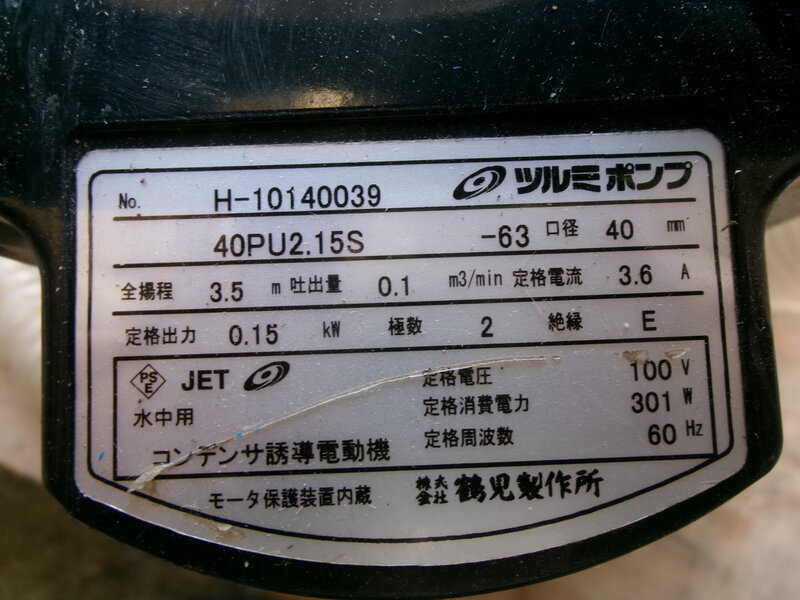 No. H-10140039 ツルミポンプ
40PU2.15S -63 口径 40 mm
全揚程 3.5 m 吐出量 0.1 m3/min 定格電流 3.6 A
定格出力 0.15 kW 極数 2 絶縁 E
PSE JET 定格電圧 100 V
水中用 定格消費電力 301 W
コンデンサ誘導電動機 定格周波数 60 Hz
モータ保護装置内蔵 株式会社 鶴見製作所